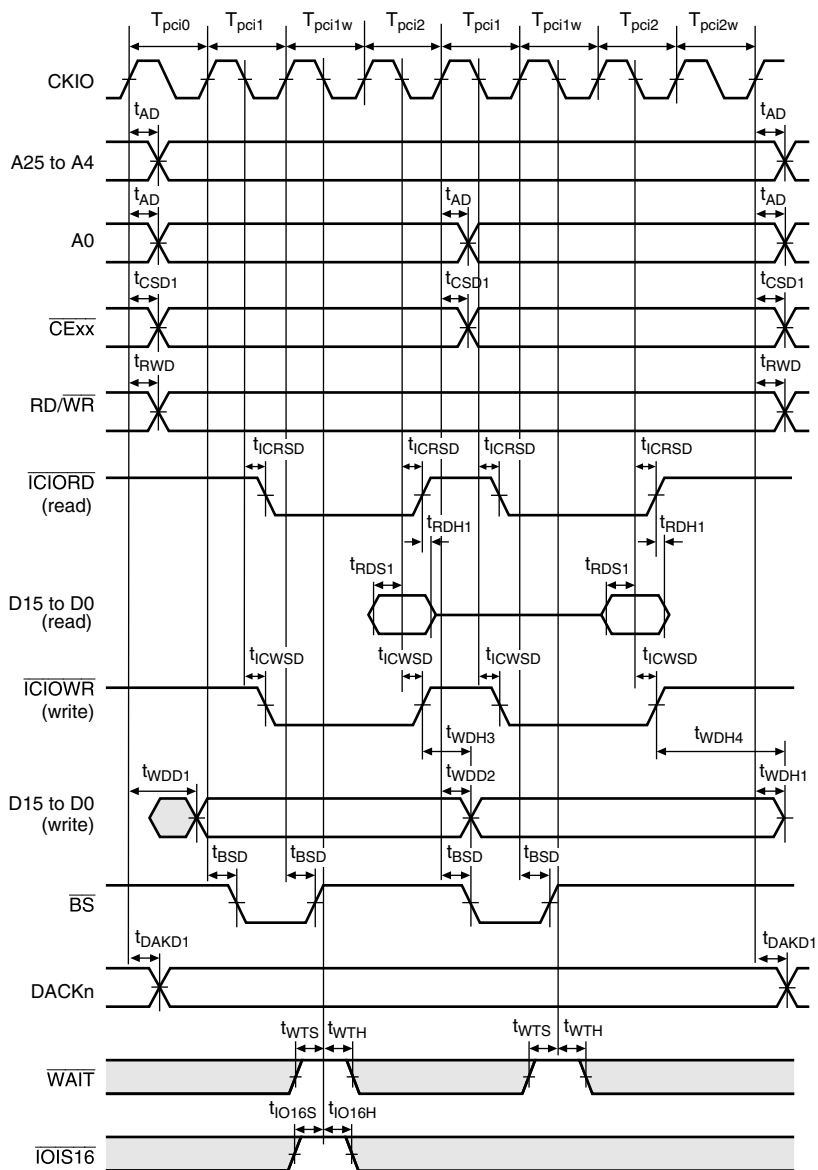 Tpci0 Tpci1 Tpci1w Tpci2 Tpci1 Tpci1w Tpci2 Tpci2w
CKIO
tAD tAD
A25 to A4
tAD tAD tAD
A0
tCSD1 tCSD1 tCSD1
CExx
tRWD tRWD
RD/WR
tICRSD tICRSD tICRSD tICRSD
ICIORD
(read)
tRDH1 tRDH1
tRDS1 tRDS1
D15 to D0
(read)
tICWSD tICWSD tICWSD tICWSD
ICIOWR
(write)
tWDH3 tWDH4
tWDD1 tWDD2 tWDH1
D15 to D0
(write)
tBSD tBSD tBSD tBSD
BS
tDAKD1 tDAKD1
DACKn
tWTS tWTH tWTS tWTH
WAIT
tIO16S tIO16H
IOIS16